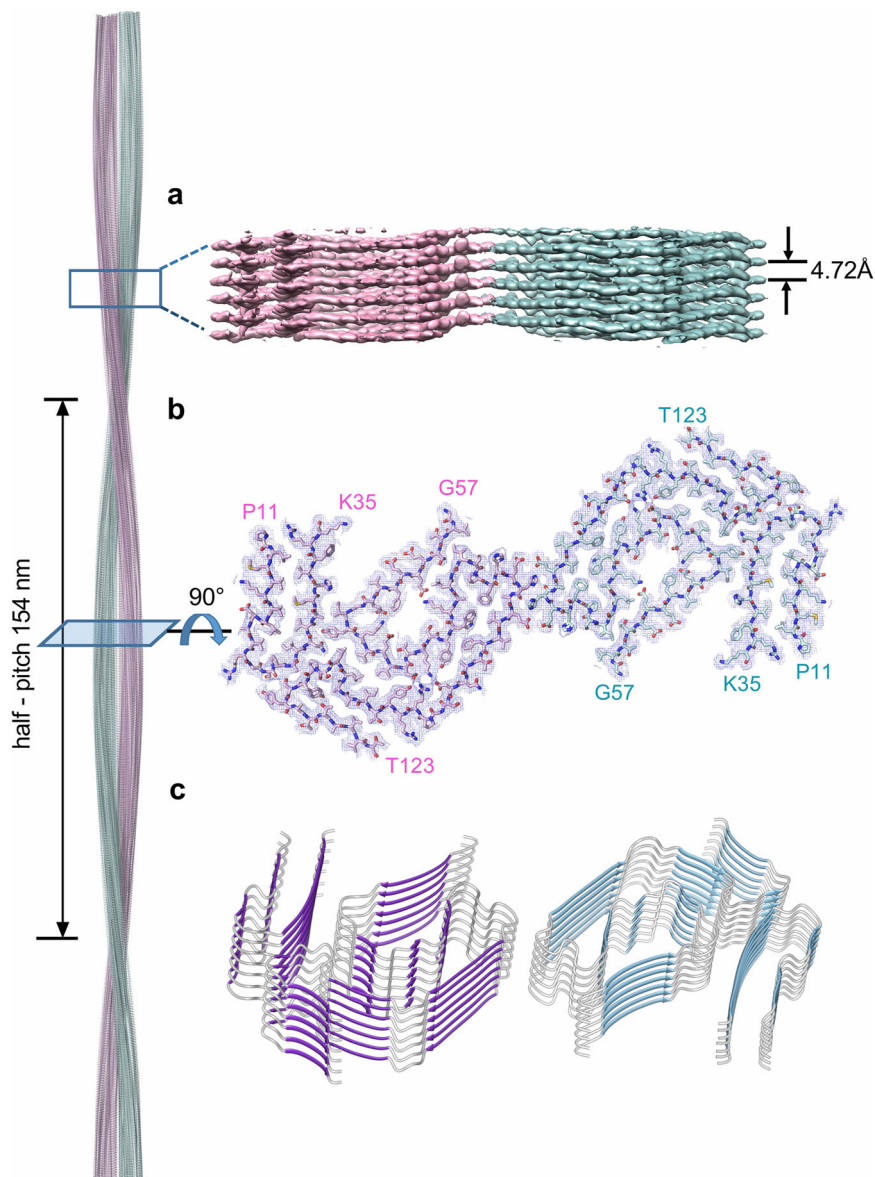 a
4.72Å
b
T123
P11
K35
G57
90°
half - pitch 154 nm
G57
K35
P11
T123
c